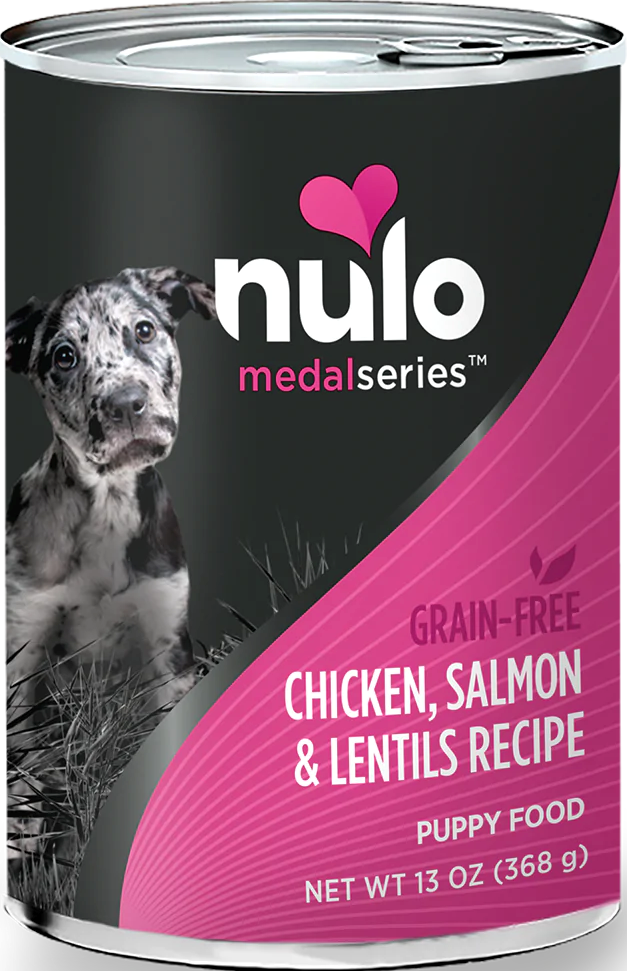 nulo
medalseries™
GRAIN-FREE
CHICKEN, SALMON
& LENTILS RECIPE
PUPPY FOOD
NET WT 13 OZ (368 g)